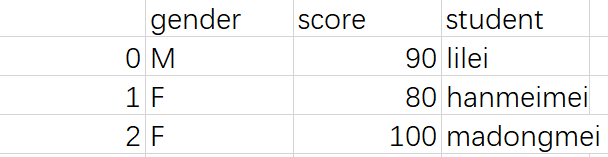 gender score student
0 M 90 lilei
1 F 80 hanmeimei
2 F 100 madongmei